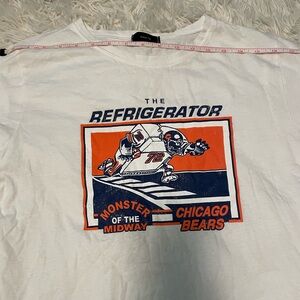 THE
REFRIGERATOR
72
MONSTER
OF THE
MIDWAY
CHICAGO
BEARS